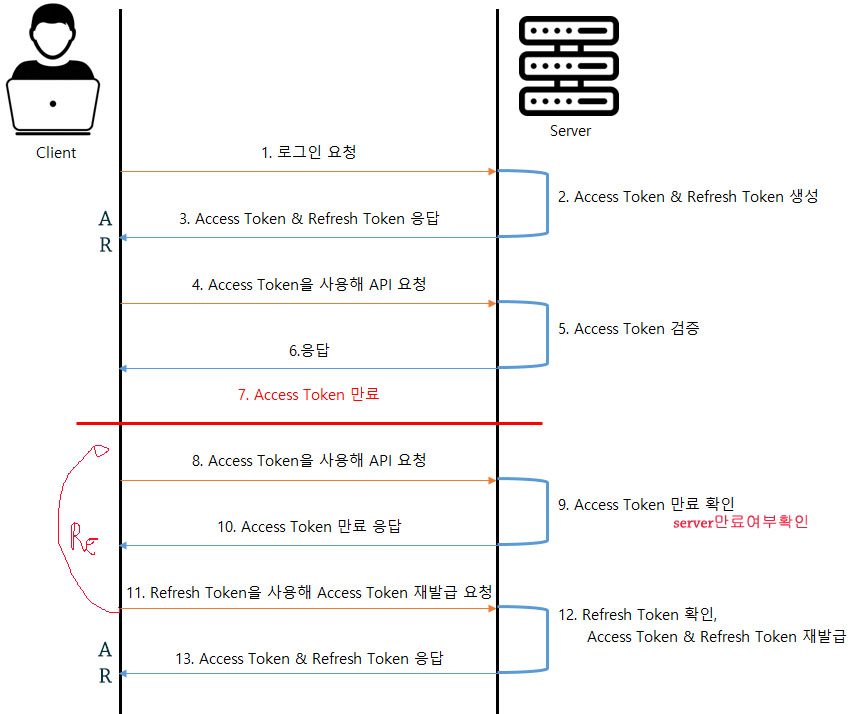 Client
Server
1. 로그인 요청
2. Access Token & Refresh Token 생성
A
R
3. Access Token & Refresh Token 응답
4. Access Token을 사용해 API 요청
5. Access Token 검증
6.응답
7. Access Token 만료
8. Access Token을 사용해 API 요청
9. Access Token 만료 확인
server만료여부확인
10. Access Token 만료 응답
RE
11. Refresh Token을 사용해 Access Token 재발급 요청
12. Refresh Token 확인,
Access Token & Refresh Token 재발급
A
R
13. Access Token & Refresh Token 응답